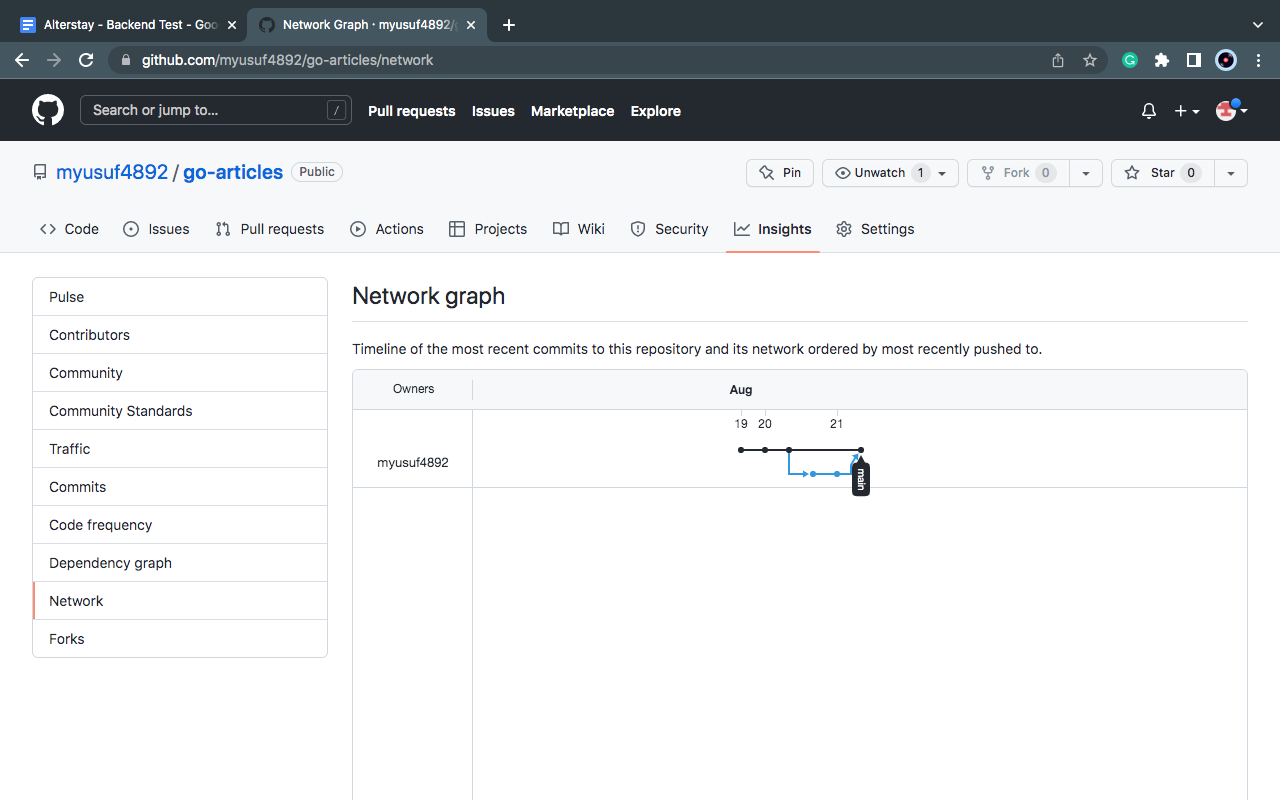 Alterstay - Backend Test - Goo
Network Graph · myusuf4892/g
github.com/myusuf4892/go-articles/network
Search or jump to... /
Pull requests Issues Marketplace Explore
myusuf4892 / go-articles Public
Pin
Unwatch 1
Fork 0
Star 0
Code Issues Pull requests Actions Projects Wiki Security Insights Settings
Pulse
Contributors
Community
Community Standards
Traffic
Commits
Code frequency
Dependency graph
Network
Forks
Network graph
Timeline of the most recent commits to this repository and its network ordered by most recently pushed to.
Owners Aug
19 20 21
myusuf4892
main